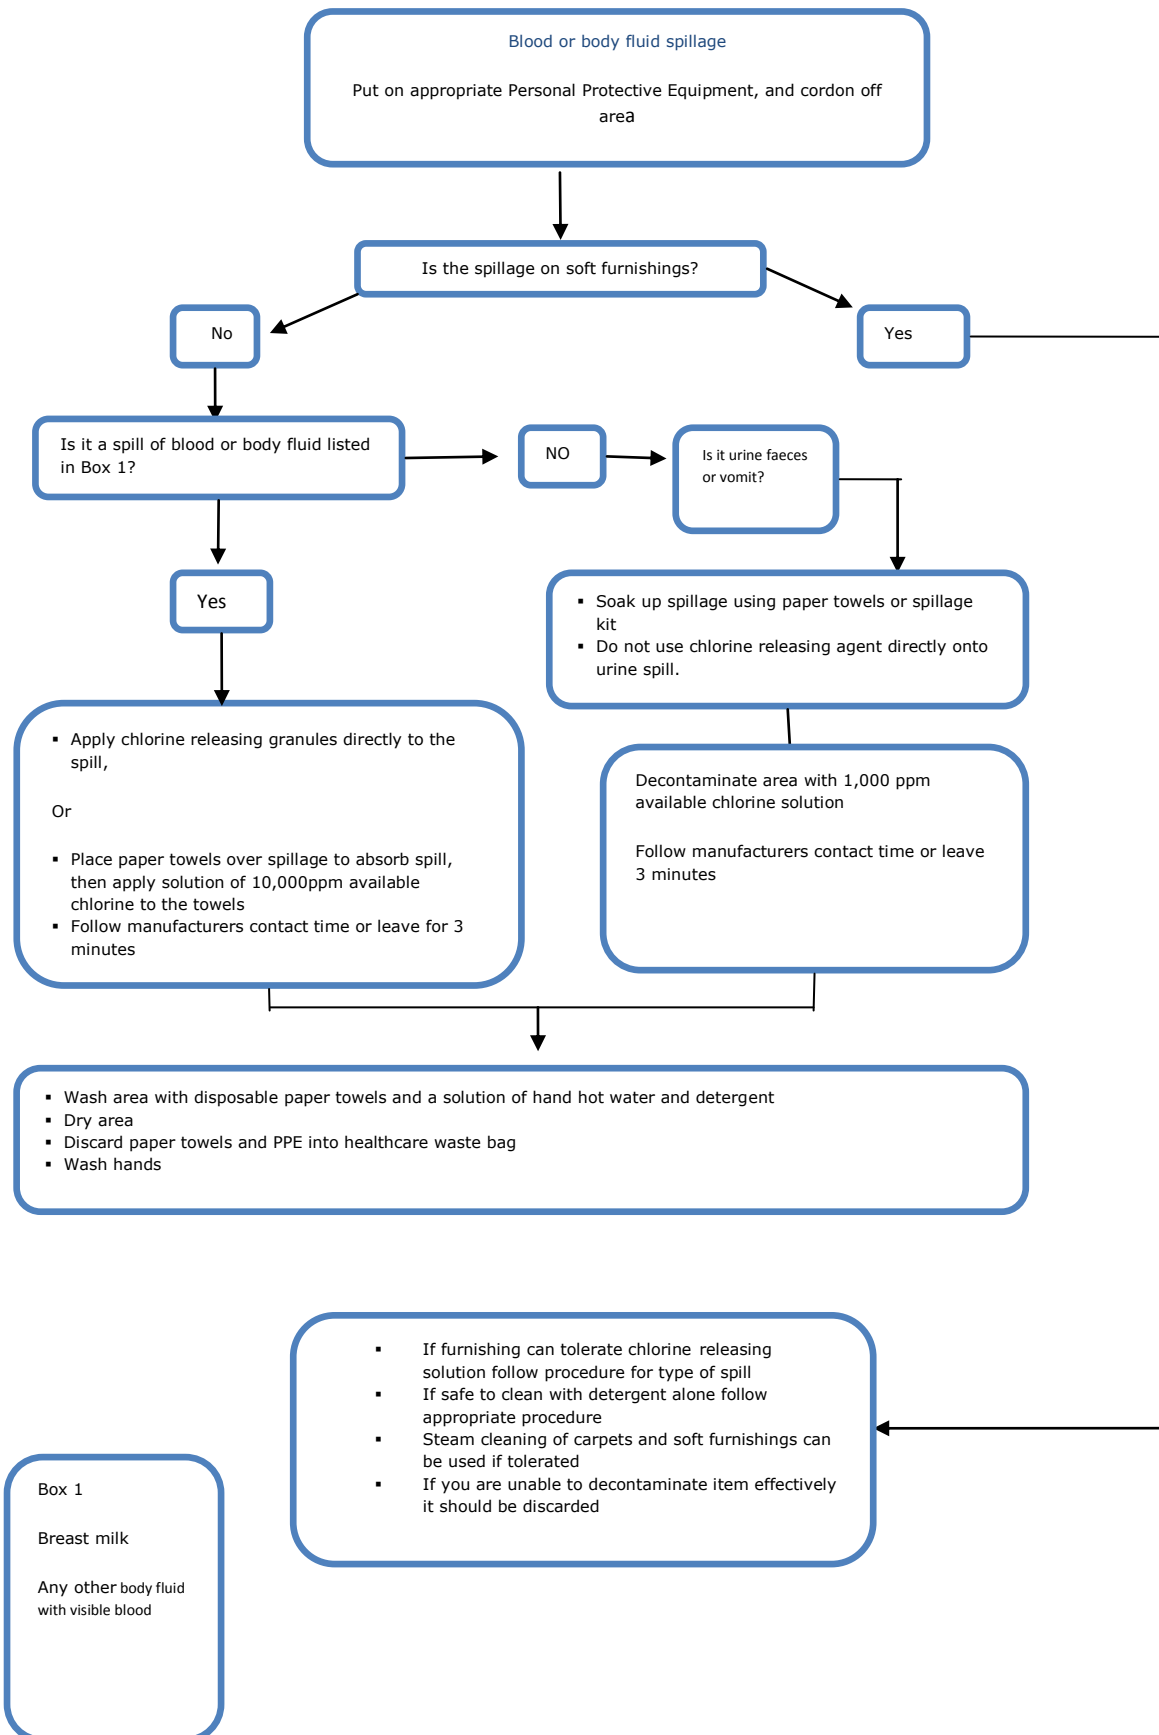 Blood or body fluid spillage
Put on appropriate Personal Protective Equipment, and cordon off
area
Is the spillage on soft furnishings?
No
Yes
Is it a spill of blood or body fluid listed
in Box 1?
NO
Is it urine faeces
or vomit?
Yes
▪ Soak up spillage using paper towels or spillage
kit
▪ Do not use chlorine releasing agent directly onto
urine spill.
▪ Apply chlorine releasing granules directly to the
spill,
Or
▪ Place paper towels over spillage to absorb spill,
then apply solution of 10,000ppm available
chlorine to the towels
▪ Follow manufacturers contact time or leave for 3
minutes
Decontaminate area with 1,000 ppm
available chlorine solution
Follow manufacturers contact time or leave
3 minutes
▪ Wash area with disposable paper towels and a solution of hand hot water and detergent
▪ Dry area
▪ Discard paper towels and PPE into healthcare waste bag
▪ Wash hands
▪ If furnishing can tolerate chlorine releasing
solution follow procedure for type of spill
▪ If safe to clean with detergent alone follow
appropriate procedure
▪ Steam cleaning of carpets and soft furnishings can
be used if tolerated
▪ If you are unable to decontaminate item effectively
it should be discarded
Box 1
Breast milk
Any other body fluid
with visible blood